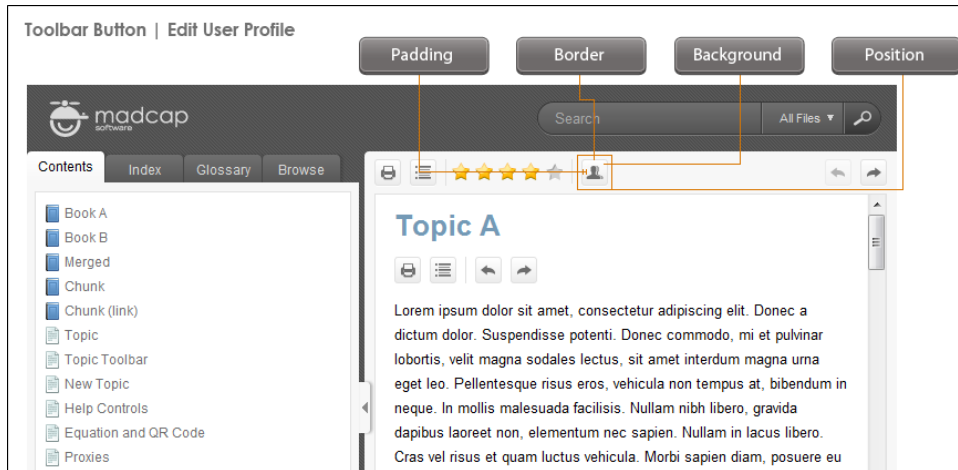 Toolbar Button | Edit User Profile
Padding
Border
Background
Position
madcap
software
Search
All Files
Contents
Index
Glossary
Browse
Book A
Book B
Merged
Chunk
Chunk (link)
Topic
Topic Toolbar
New Topic
Help Controls
Equation and QR Code
Proxies
Topic A
Lorem ipsum dolor sit amet, consectetur adipiscing elit. Donec a
dictum dolor. Suspendisse potenti. Donec commodo, mi et pulvinar
lobortis, velit magna sodales lectus, sit amet interdum magna urna
eget leo. Pellentesque risus eros, vehicula non tempus at, bibendum in
neque. In mollis malesuada facilisis. Nullam nibh libero, gravida
dapibus laoreet non, elementum nec sapien. Nullam in lacus libero.
Cras vel risus et quam luctus vehicula. Morbi sapien diam, posuere eu